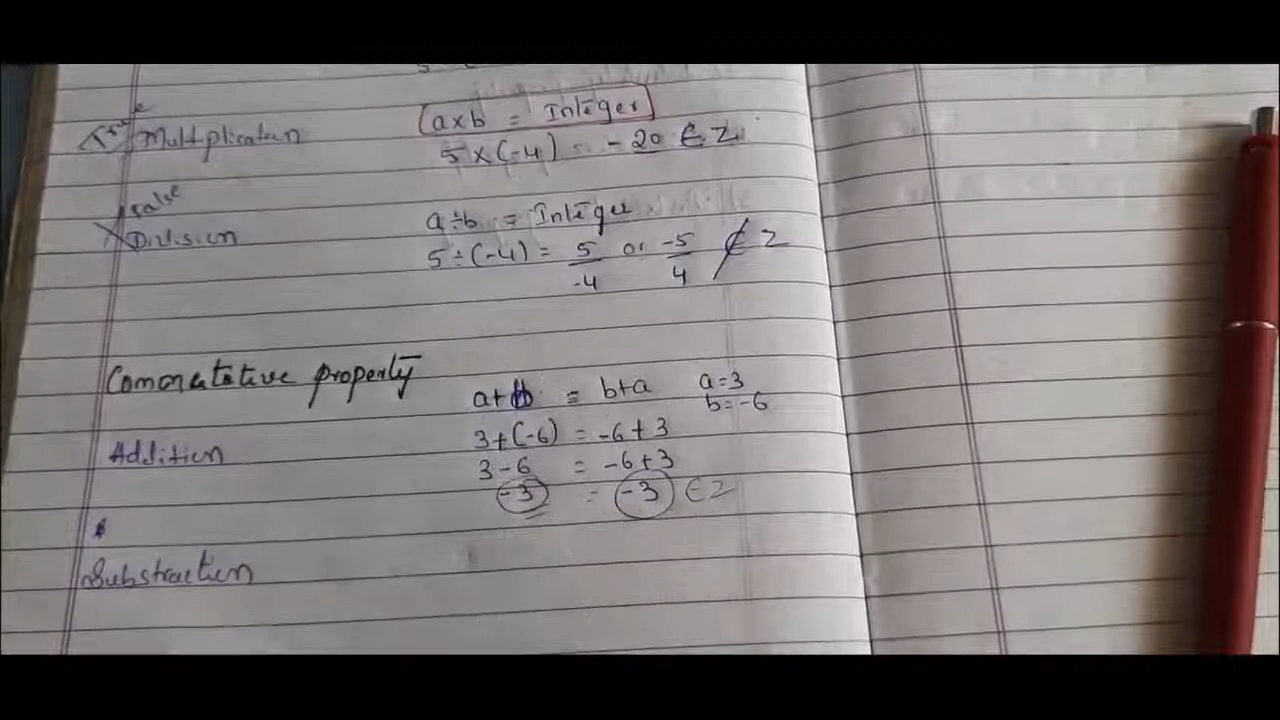 True
Multiplication a×b = Integer
5×(-4) = -20 ∈ Z
false
Division a÷b = Integer
5÷(-4) = 5/-4 or -5/4 ∉ Z
Commutative property
a+b = b+a a=3
b=-6
Addition 3+(-6) = -6+3
3-6 = -6+3
-3 = -3 ∈ Z
Substraction